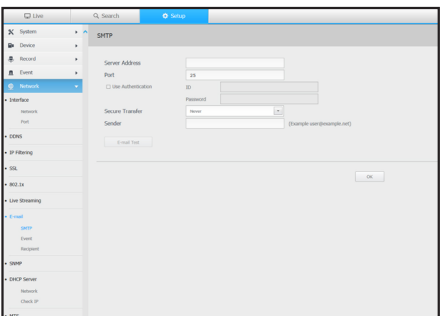 Live
Search
Setup
System
Device
Record
Event
Network
Interface
Network
Port
DDNS
IP Filtering
SSL
802.1x
Live Streaming
E-mail
SMTP
Event
Recipient
SNMP
DHCP Server
Network
Check IP
NTP
SMTP
Server Address
Port
25
Use Authentication
ID
Password
Secure Transfer
Never
Sender
(Example:user@example.net)
E-mail Test
OK